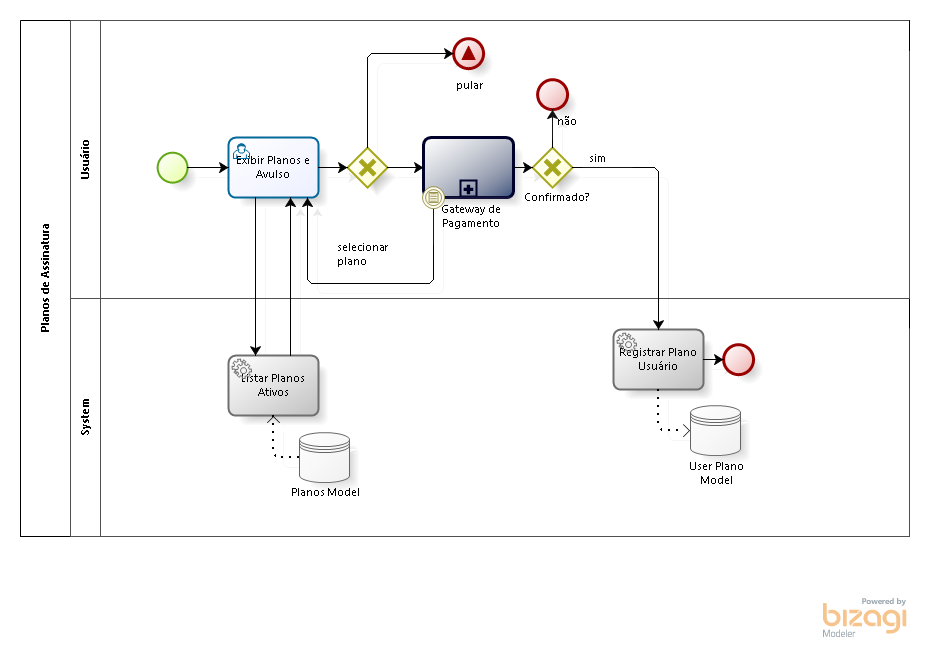 Planos de Assinatura
Usuário
pular
não
Exibir Planos e
Avulso
sim
Confirmado?
Gateway de
Pagamento
selecionar
plano
System
Listar Planos
Ativos
Planos Model
Registrar Plano
Usuário
User Plano
Model
Powered by
bizagi
Modeler